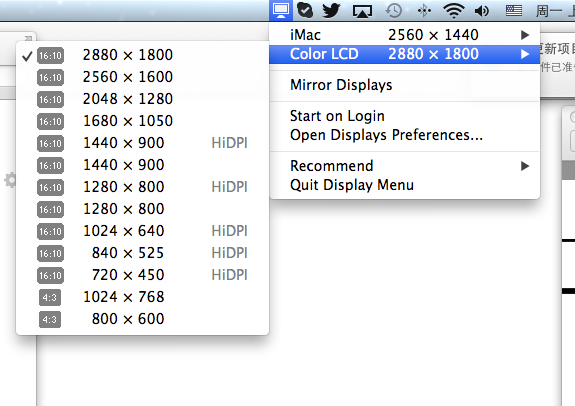 周一
iMac 2560 × 1440
Color LCD 2880 × 1800
Mirror Displays
Start on Login
Open Displays Preferences...
Recommend
Quit Display Menu
16:10 2880 × 1800
16:10 2560 × 1600
16:10 2048 × 1280
16:10 1680 × 1050
16:10 1440 × 900 HiDPI
16:10 1440 × 900
16:10 1280 × 800 HiDPI
16:10 1280 × 800
16:10 1024 × 640 HiDPI
16:10 840 × 525 HiDPI
16:10 720 × 450 HiDPI
4:3 1024 × 768
4:3 800 × 600
更新项目
件已准